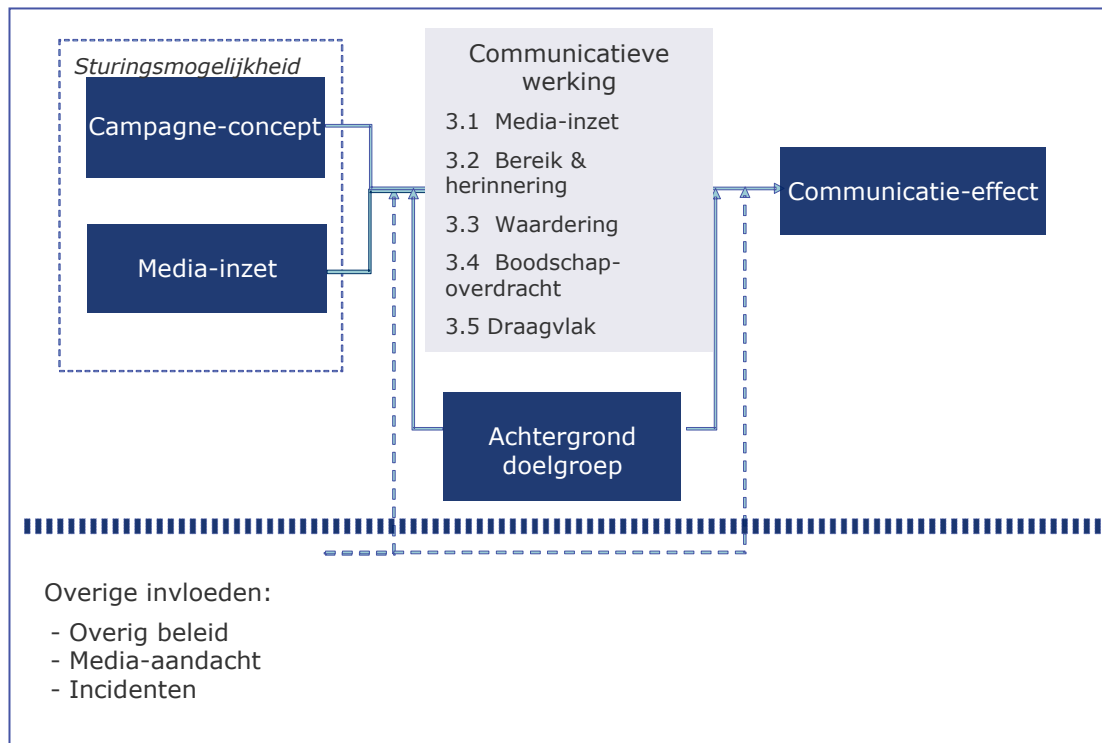 Sturingsmogelijkheid
Campagne-concept
Media-inzet
Communicatieve
werking
3.1 Media-inzet
3.2 Bereik &
herinnering
3.3 Waardering
3.4 Boodschap-
overdracht
3.5 Draagvlak
Communicatie-effect
Achtergrond
doelgroep
Overige invloeden:
- Overig beleid
- Media-aandacht
- Incidenten